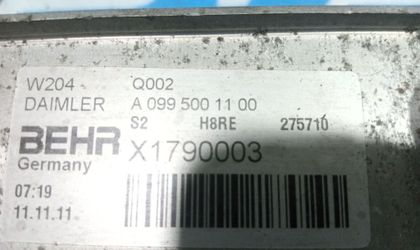 W204 Q002
DAIMLER A 099 500 11 00
S2 H8RE 275710
BEHR X1790003
Germany
07:19
11.11.11